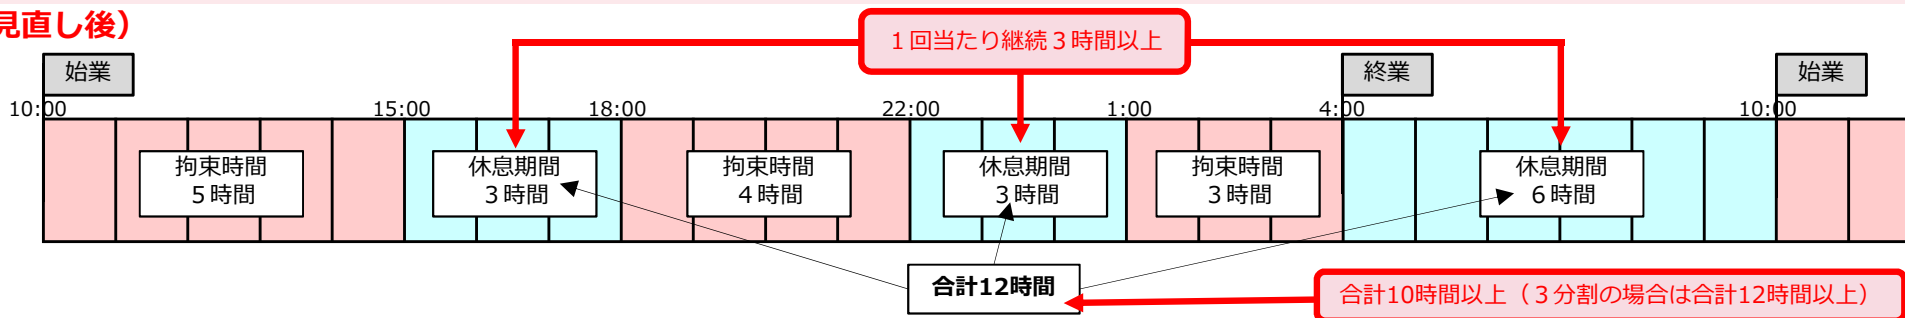 見直し後）
１回当たり継続３時間以上
始業
終業
始業
10:00
15:00
18:00
22:00
1:00
4:00
10:00
拘束時間
５時間
休息期間
３時間
拘束時間
４時間
休息期間
３時間
拘束時間
３時間
休息期間
６時間
合計12時間
合計10時間以上（３分割の場合は合計12時間以上）